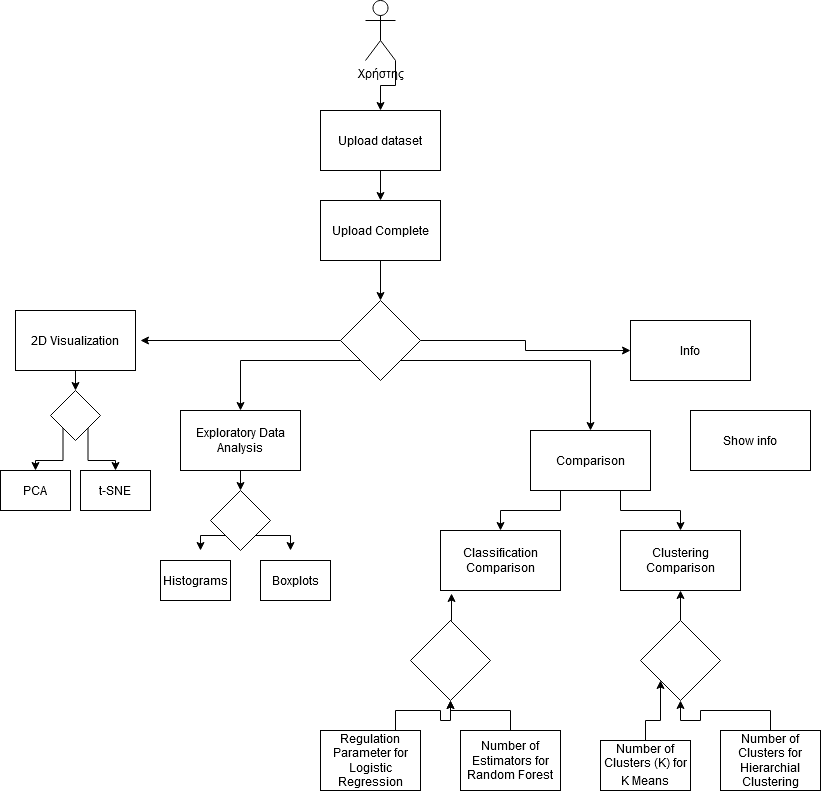 Χρήστης
Upload dataset
Upload Complete
2D Visualization
Info
Exploratory Data
Analysis
Show info
Comparison
PCA
t-SNE
Classification
Comparison
Clustering
Comparison
Histograms
Boxplots
Regulation
Parameter for
Logistic
Regression
Number of
Estimators for
Random Forest
Number of
Clusters (K) for
K Means
Number of
Clusters for
Hierarchial
Clustering